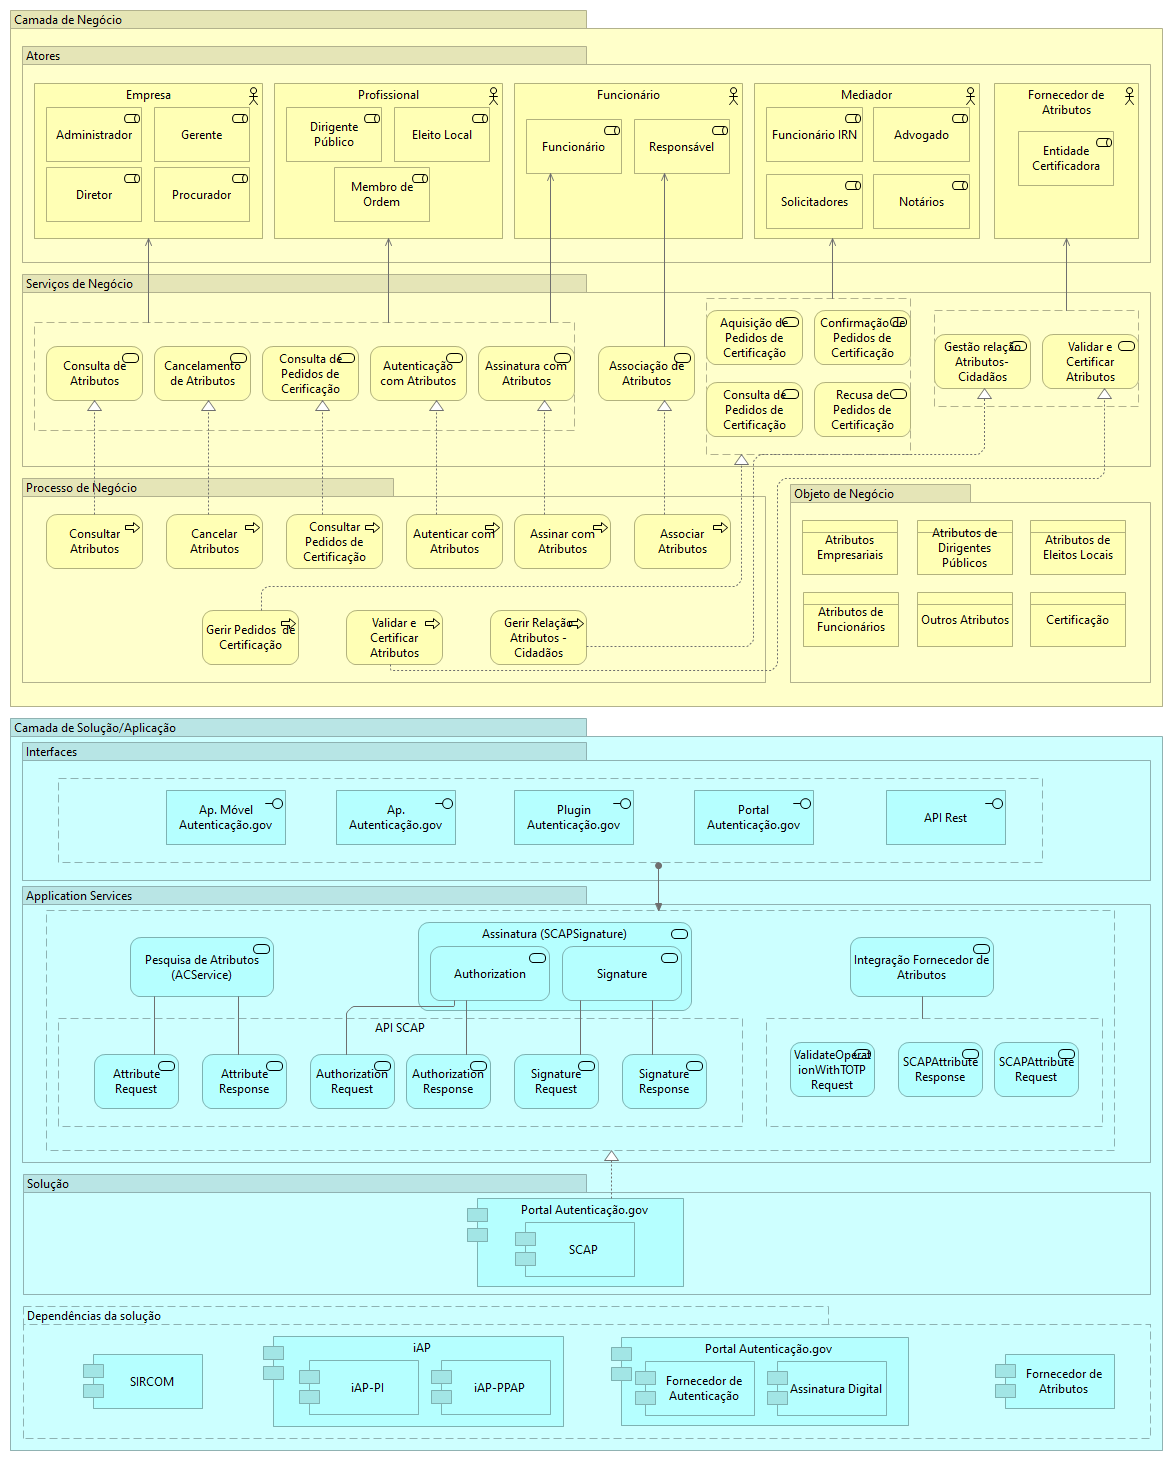 Camada de Negócio
Atores
Empresa
Administrador
Gerente
Diretor
Procurador
Profissional
Dirigente
Público
Eleito Local
Membro de
Ordem
Funcionário
Funcionário
Responsável
Mediador
Funcionário IRN
Advogado
Solicitadores
Notários
Fornecedor de
Atributos
Entidade
Certificadora
Serviços de Negócio
Consulta de
Atributos
Cancelamento
de Atributos
Consulta de
Pedidos de
Cerificação
Autenticação
com Atributos
Assinatura com
Atributos
Associação de
Atributos
Aquisição de
Pedidos de
Certificação
Confirmação de
Pedidos de
Certificação
Consulta de
Pedidos de
Certificação
Recusa de
Pedidos de
Certificação
Gestão relação
Atributos-
Cidadãos
Validar e
Certificar
Atributos
Processo de Negócio
Consultar
Atributos
Cancelar
Atributos
Consultar
Pedidos de
Certificação
Autenticar com
Atributos
Assinar com
Atributos
Associar
Atributos
Gerir Pedidos de
Certificação
Validar e
Certificar
Atributos
Gerir Relação
Atributos -
Cidadãos
Objeto de Negócio
Atributos
Empresariais
Atributos de
Dirigentes
Públicos
Atributos de
Eleitos Locais
Atributos de
Funcionários
Outros Atributos
Certificação
Camada de Solução/Aplicação
Interfaces
Ap. Móvel
Autenticação.gov
Ap.
Autenticação.gov
Plugin
Autenticação.gov
Portal
Autenticação.gov
API Rest
Application Services
Pesquisa de Atributos
(ACService)
Assinatura (SCAPSignature)
Authorization
Signature
Integração Fornecedor de
Atributos
API SCAP
Attribute
Request
Attribute
Response
Authorization
Request
Authorization
Response
Signature
Request
Signature
Response
ValidateOperat
ionWithTOTP
Request
SCAPAttribute
Response
SCAPAttribute
Request
Solução
Portal Autenticação.gov
SCAP
Dependências da solução
SIRCOM
iAP
iAP-PI
iAP-PPAP
Portal Autenticação.gov
Fornecedor de
Autenticação
Assinatura Digital
Fornecedor de
Atributos